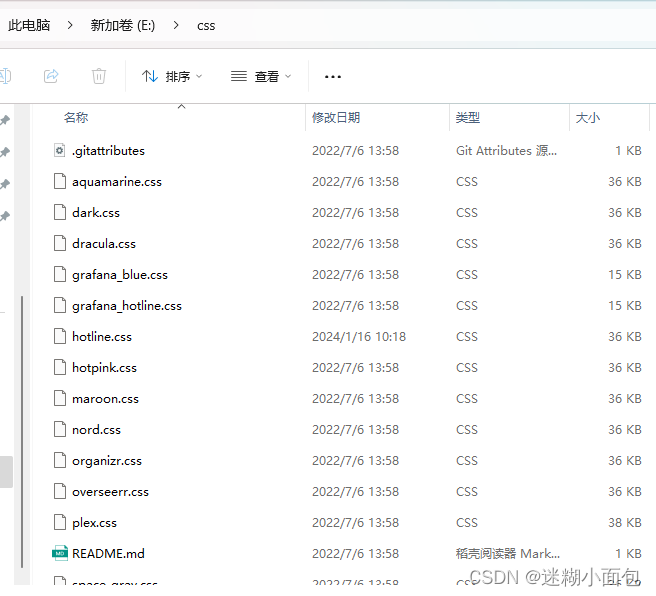 此电脑 > 新加卷 (E:) > css
排序 查看 ...
名称 修改日期 类型 大小
.gitattributes 2022/7/6 13:58 Git Attributes 源... 1 KB
aquamarine.css 2022/7/6 13:58 CSS 36 KB
dark.css 2022/7/6 13:58 CSS 36 KB
dracula.css 2022/7/6 13:58 CSS 36 KB
grafana_blue.css 2022/7/6 13:58 CSS 15 KB
grafana_hotline.css 2022/7/6 13:58 CSS 15 KB
hotline.css 2024/1/16 10:18 CSS 36 KB
hotpink.css 2022/7/6 13:58 CSS 36 KB
maroon.css 2022/7/6 13:58 CSS 36 KB
nord.css 2022/7/6 13:58 CSS 36 KB
organizr.css 2022/7/6 13:58 CSS 36 KB
overseerr.css 2022/7/6 13:58 CSS 36 KB
plex.css 2022/7/6 13:58 CSS 38 KB
README.md 2022/7/6 13:58 稻壳阅读器 Mark... 1 KB
space-gray.css 2022/7/6 13:58 CSS
CSDN @迷糊小面包